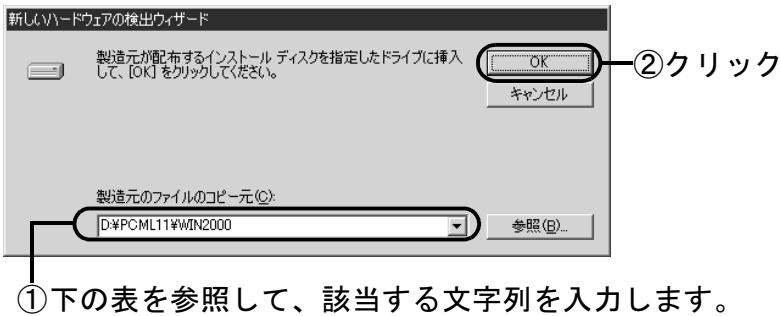 新しいハードウェアの検出ウィザード
製造元が配布するインストール ディスクを指定したドライブに挿入
して、[OK] をクリックしてください。
OK
②クリック
キャンセル
製造元のファイルのコピー元(C):
D:¥PCML11¥WIN2000
参照(B)...
①下の表を参照して、該当する文字列を入力します。